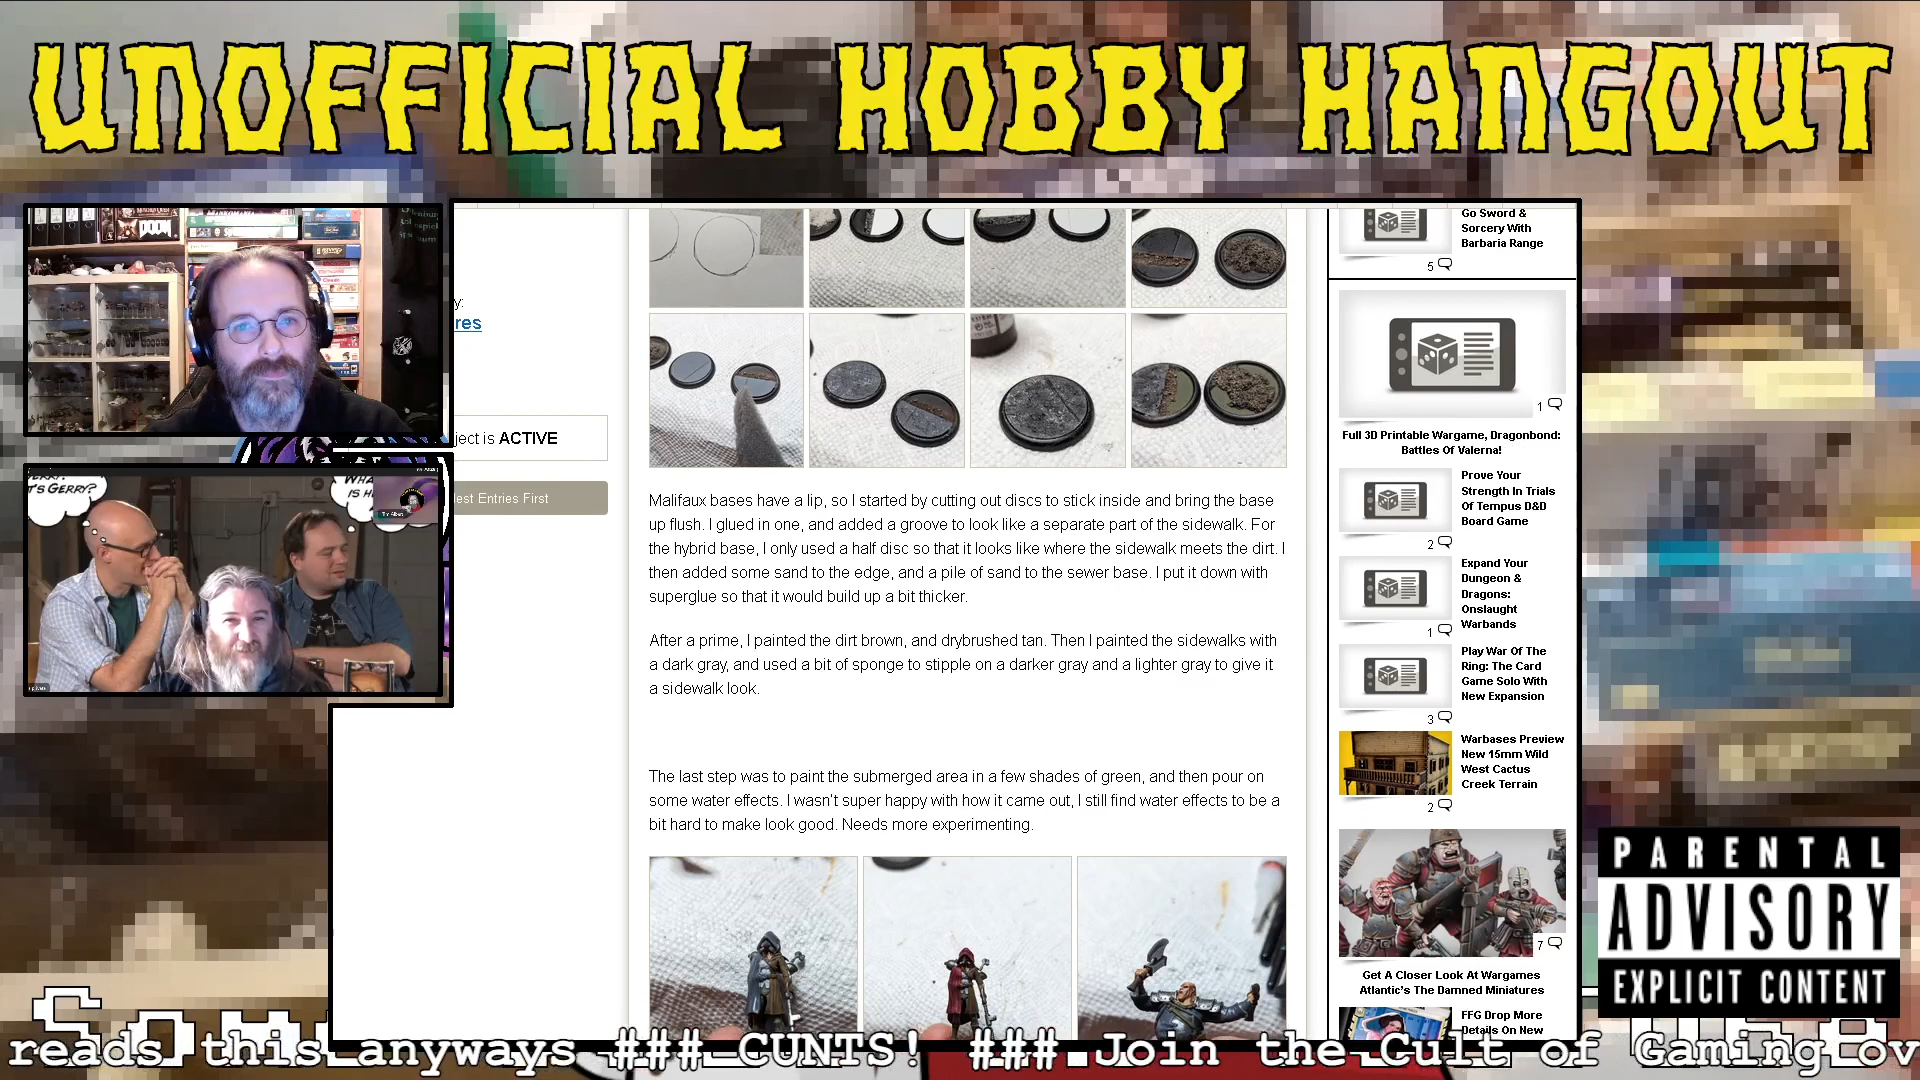 UNOFFICIAL HOBBY HANGOUT
DOOM
T'S GERRY?
WHA
IS H
Tim Albers
y:
res
ject is ACTIVE
lest Entries First
Malifaux bases have a lip, so I started by cutting out discs to stick inside and bring the base
up flush. I glued in one, and added a groove to look like a separate part of the sidewalk. For
the hybrid base, I only used a half disc so that it looks like where the sidewalk meets the dirt. I
then added some sand to the edge, and a pile of sand to the sewer base. I put it down with
superglue so that it would build up a bit thicker.
After a prime, I painted the dirt brown, and drybrushed tan. Then I painted the sidewalks with
a dark gray, and used a bit of sponge to stipple on a darker gray and a lighter gray to give it
a sidewalk look.
The last step was to paint the submerged area in a few shades of green, and then pour on
some water effects. I wasn't super happy with how it came out, I still find water effects to be a
bit hard to make look good. Needs more experimenting.
Go Sword &
Sorcery With
Barbaria Range
5
1
Full 3D Printable Wargame, Dragonbond:
Battles Of Valerna!
Prove Your
Strength In Trials
Of Tempus D&D
Board Game
2
Expand Your
Dungeon &
Dragons:
Onslaught
Warbands
1
Play War Of The
Ring: The Card
Game Solo With
New Expansion
3
Warbases Preview
New 15mm Wild
West Cactus
Creek Terrain
2
7
Get A Closer Look At Wargames
Atlantic's The Damned Miniatures
FFG Drop More
Details On New
PARENTAL
ADVISORY
EXPLICIT CONTENT
reads this anyways ### CUNTS! ### Join the Cult of Gaming ov